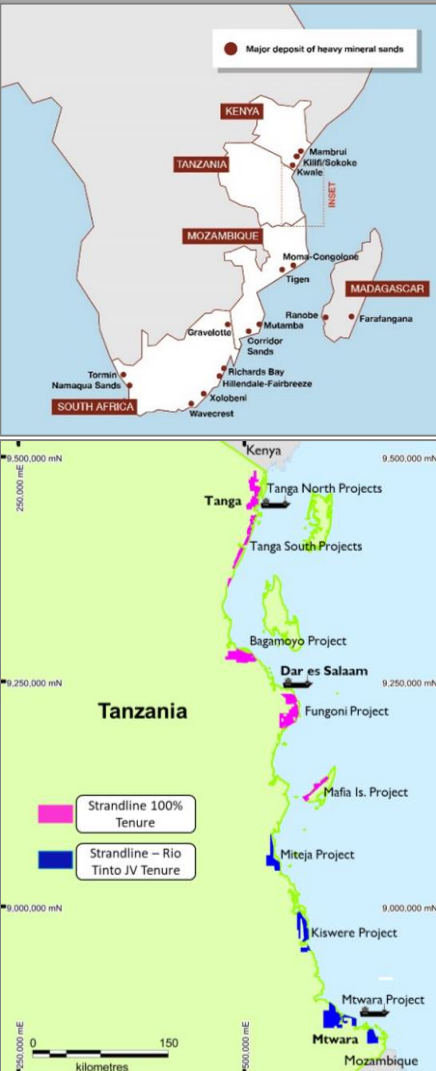 Major deposit of heavy mineral sands
KENYA
Mambrui
Kilifi/Sokoke
Kwale
TANZANIA
INSET
MOZAMBIQUE
Moma-Congolone
Tigen
MADAGASCAR
Ranobe
Farafangana
Gravelotte
Mutamba
Corridor
Sands
Tormin
Namaqua Sands
Richards Bay
Hillendale-Fairbreeze
Xolobeni
SOUTH AFRICA
Wavecrest
Kenya
9,500,000 mN
9,500,000 mN
250,000 mE
Tanga North Projects
Tanga
Tanga South Projects
Bagamoyo Project
Dar es Salaam
9,250,000 mN
9,250,000 mN
Tanzania
Fungoni Project
Mafia Is. Project
Strandline 100%
Tenure
Strandline – Rio
Tinto JV Tenure
Miteja Project
9,000,000 mN
9,000,000 mN
Kiswere Project
Mtwara Project
Mtwara
0
150
kilometres
250,000 mE
500,000 mE
Mozambique